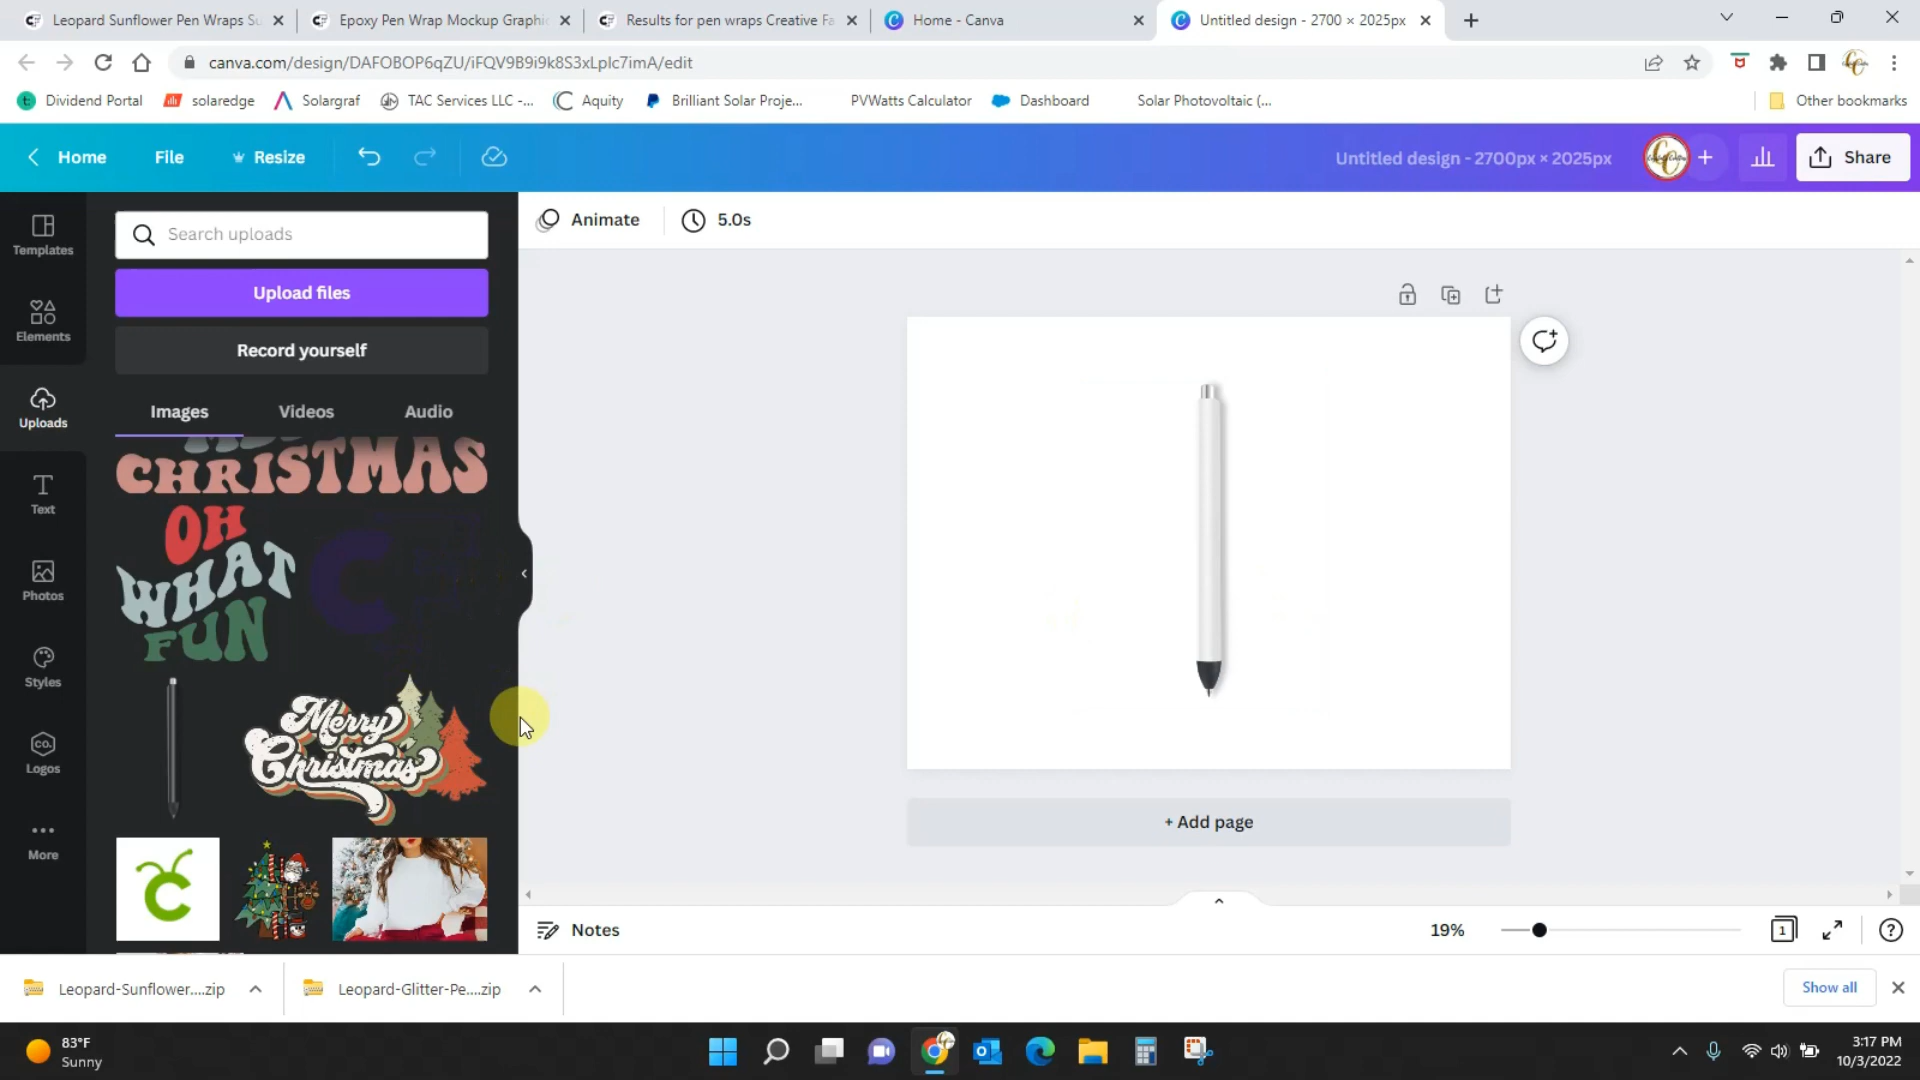 Leopard Sunflower Pen Wraps Su
Epoxy Pen Wrap Mockup Graphic
Results for pen wraps Creative Fa
Home - Canva
Untitled design - 2700 × 2025px
canva.com/design/DAFOBOP6qZU/iFQV9B9i9k8S3xLplc7imA/edit
Dividend Portal
solaredge
Solargraf
TAC Services LLC -...
Aquity
Brilliant Solar Proje...
PVWatts Calculator
Dashboard
Solar Photovoltaic (...
Other bookmarks
Home
File
Resize
Untitled design - 2700px × 2025px
Share
Templates
Elements
Uploads
Text
Photos
Styles
CO.
Logos
More
Search uploads
Upload files
Record yourself
Images
Videos
Audio
CHRISTMAS
OH
WHAT
FUN
Merry
Christmas
Animate
5.0s
+ Add page
Notes
19%
1
Leopard-Sunflower....zip
Leopard-Glitter-Pe....zip
Show all
83°F
Sunny
3:17 PM
10/3/2022